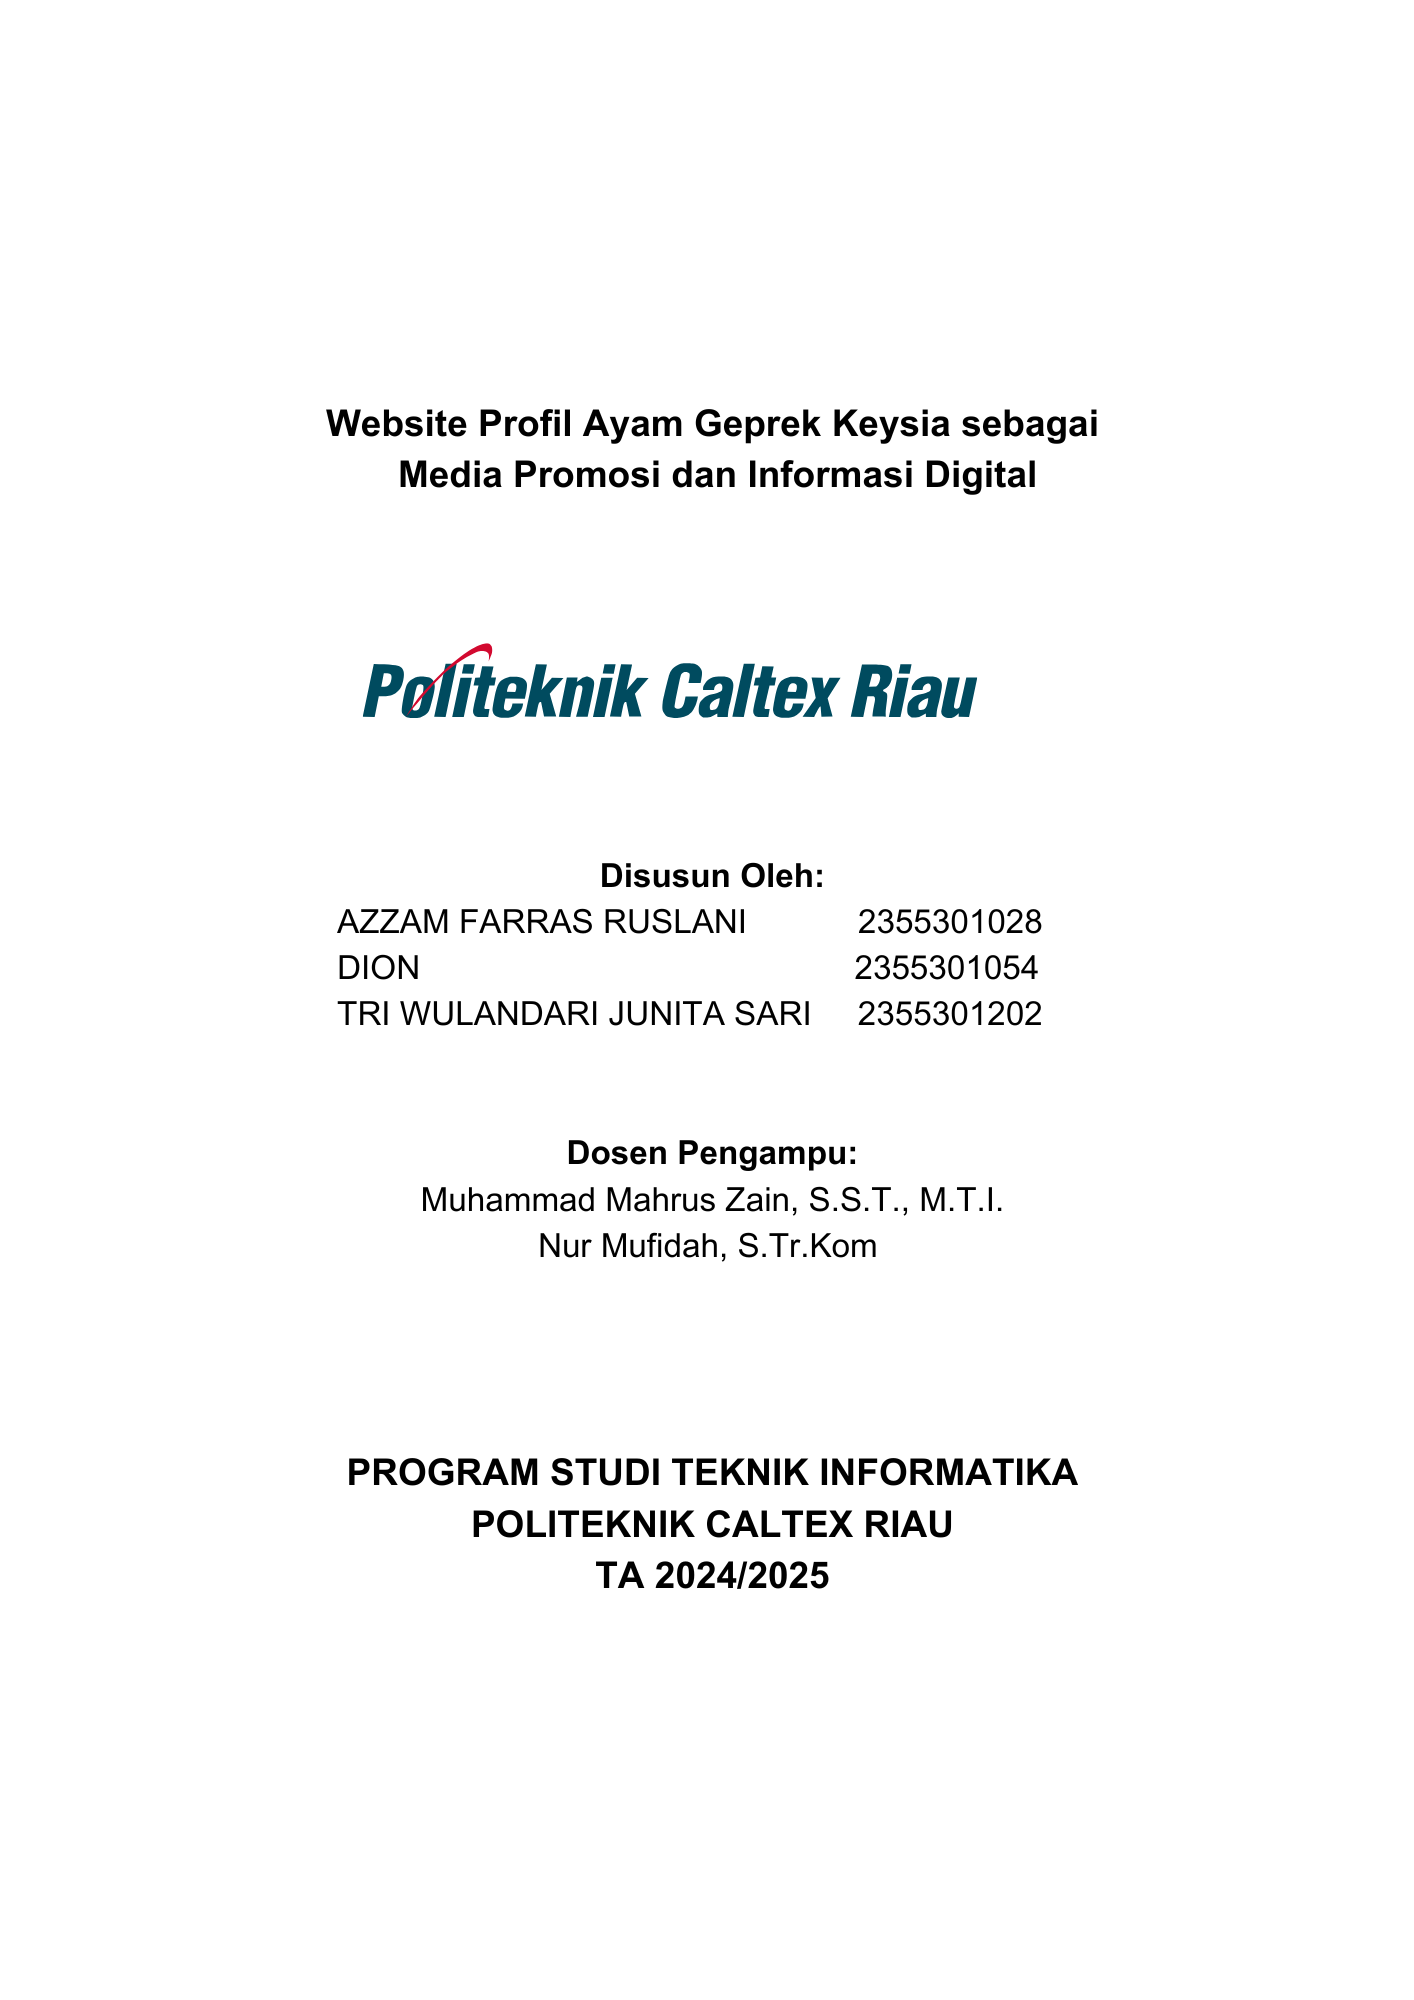 Website Profil Ayam Geprek Keysia sebagai
Media Promosi dan Informasi Digital
Politeknik Caltex Riau
Disusun Oleh:
AZZAM FARRAS RUSLANI 2355301028
DION 2355301054
TRI WULANDARI JUNITA SARI 2355301202
Dosen Pengampu:
Muhammad Mahrus Zain, S.S.T., M.T.I.
Nur Mufidah, S.Tr.Kom
PROGRAM STUDI TEKNIK INFORMATIKA
POLITEKNIK CALTEX RIAU
TA 2024/2025